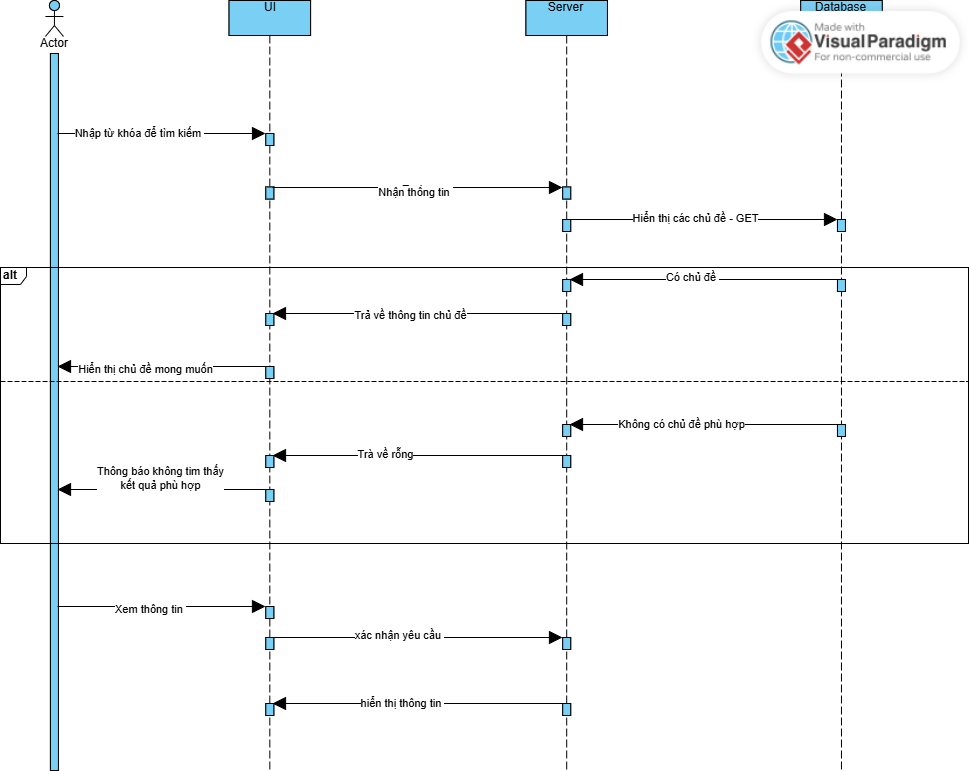 UI
Server
Database
Made with
Visual Paradigm
For non-commercial use
Actor
Nhập từ khóa để tìm kiếm
Nhận thông tin
Hiển thị các chủ đề - GET
alt
Có chủ đề
Trả về thông tin chủ đề
Hiển thị chủ đề mong muốn
Không có chủ đề phù hợp
Trà về rỗng
Thông báo không tim thấy
kết quả phù hợp
Xem thông tin
xác nhận yêu cầu
hiển thị thông tin